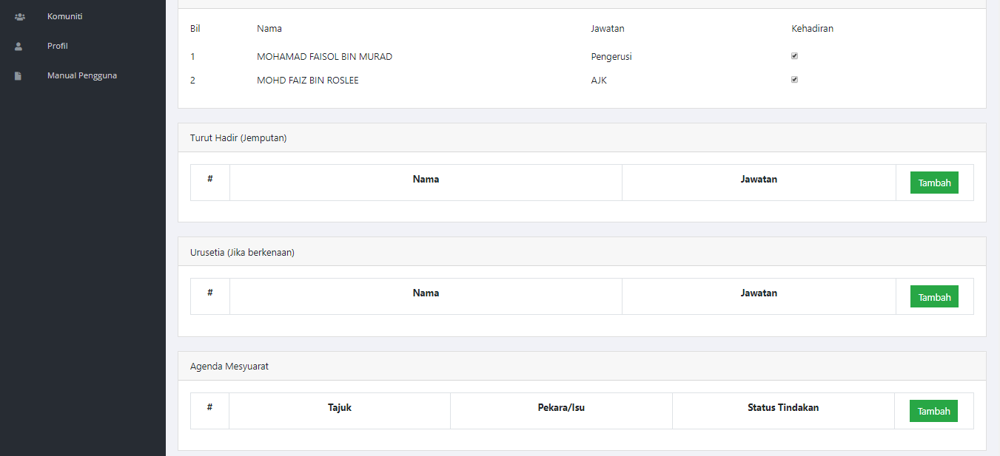 Komuniti
Profil
Manual Pengguna
Bil Nama Jawatan Kehadiran
1 MOHAMAD FAISOL BIN MURAD Pengerusi
2 MOHD FAIZ BIN ROSLEE AJK
Turut Hadir (Jemputan)
# Nama Jawatan Tambah
Urusetia (Jika berkenaan)
# Nama Jawatan Tambah
Agenda Mesyuarat
# Tajuk Pekara/Isu Status Tindakan Tambah